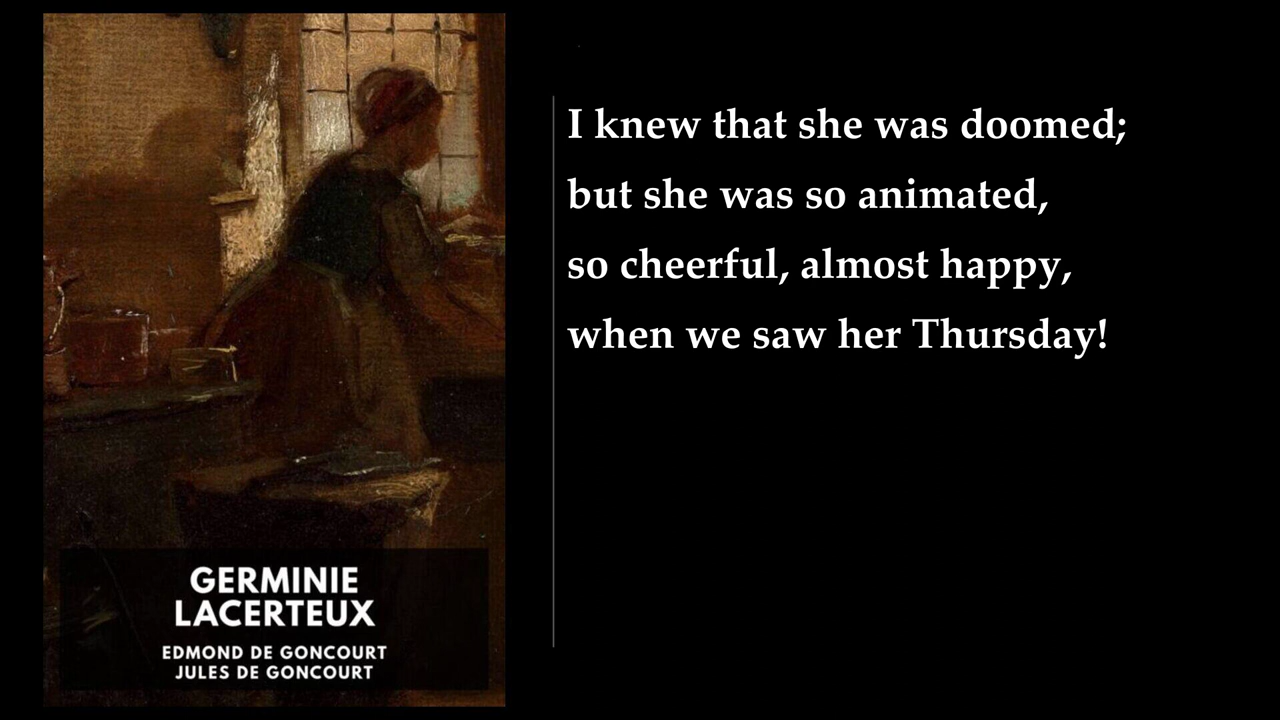 I knew that she was doomed;
but she was so animated,
so cheerful, almost happy,
when we saw her Thursday!
GERMINIE
LACERTEUX
EDMOND DE GONCOURT
JULES DE GONCOURT